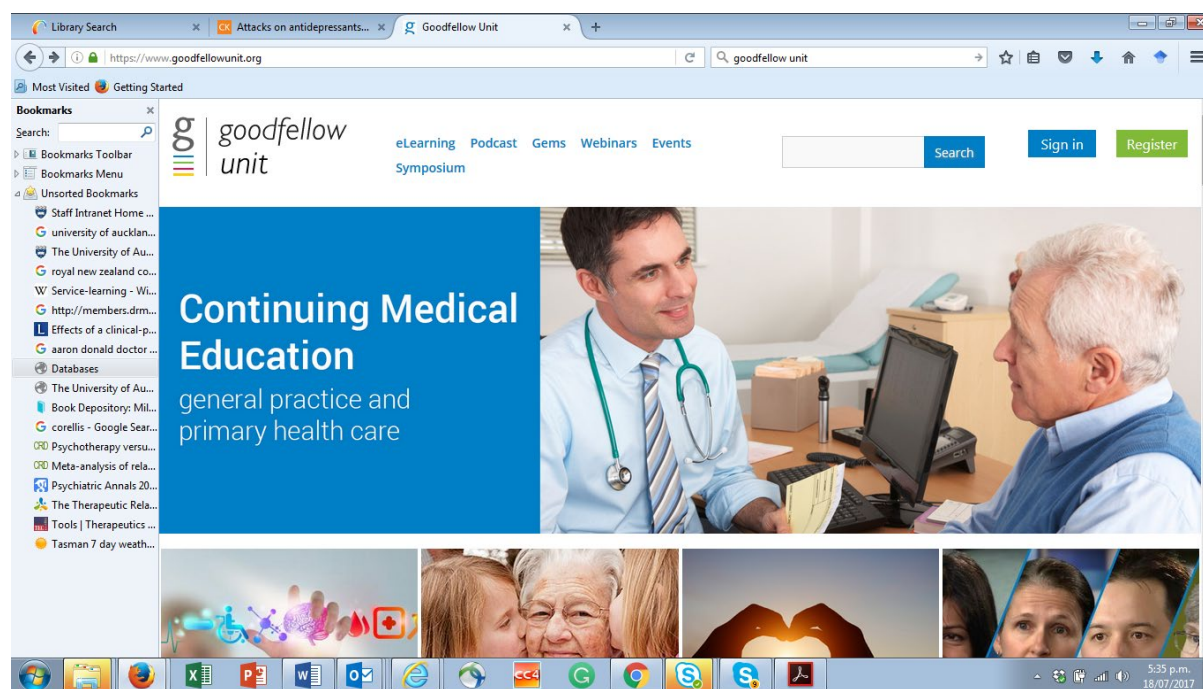 Library Search
Attacks on antidepressants...
Goodfellow Unit
https://www.goodfellowunit.org
goodfellow unit
Most Visited
Getting Started
Bookmarks
Search:
Bookmarks Toolbar
Bookmarks Menu
Unsorted Bookmarks
Staff Intranet Home ...
university of aucklan...
The University of Au...
royal new zealand co...
Service-learning - Wi...
http://members.drm...
Effects of a clinical-p...
aaron donald doctor ...
Databases
The University of Au...
Book Depository: Mil...
corellis - Google Sear...
Psychotherapy versu...
Meta-analysis of rela...
Psychiatric Annals 20...
The Therapeutic Rela...
Tools | Therapeutics ...
Tasman 7 day weath...
g goodfellow
unit
eLearning Podcast Gems Webinars Events
Symposium
Search
Sign in
Register
Continuing Medical
Education
general practice and
primary health care
5:35 p.m.
18/07/2017